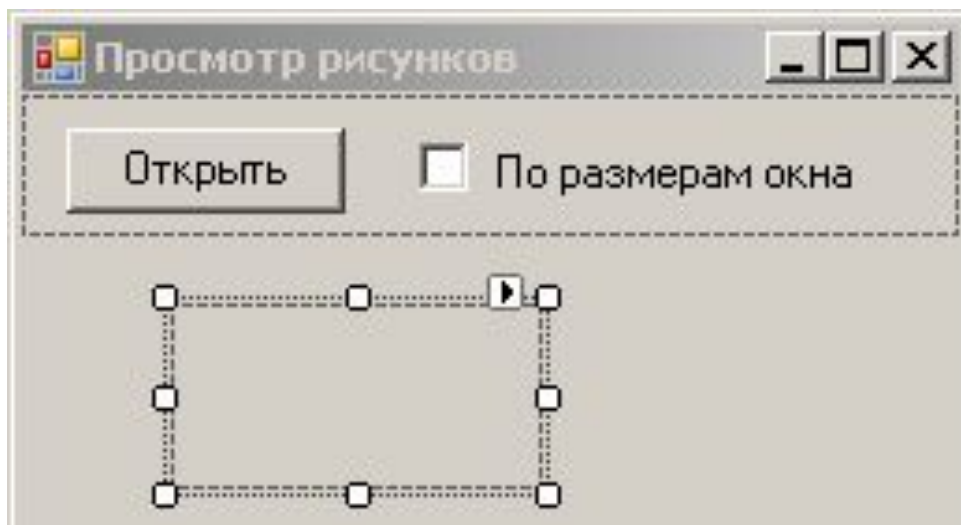 Просмотр рисунков
Открыть
По размерам окна